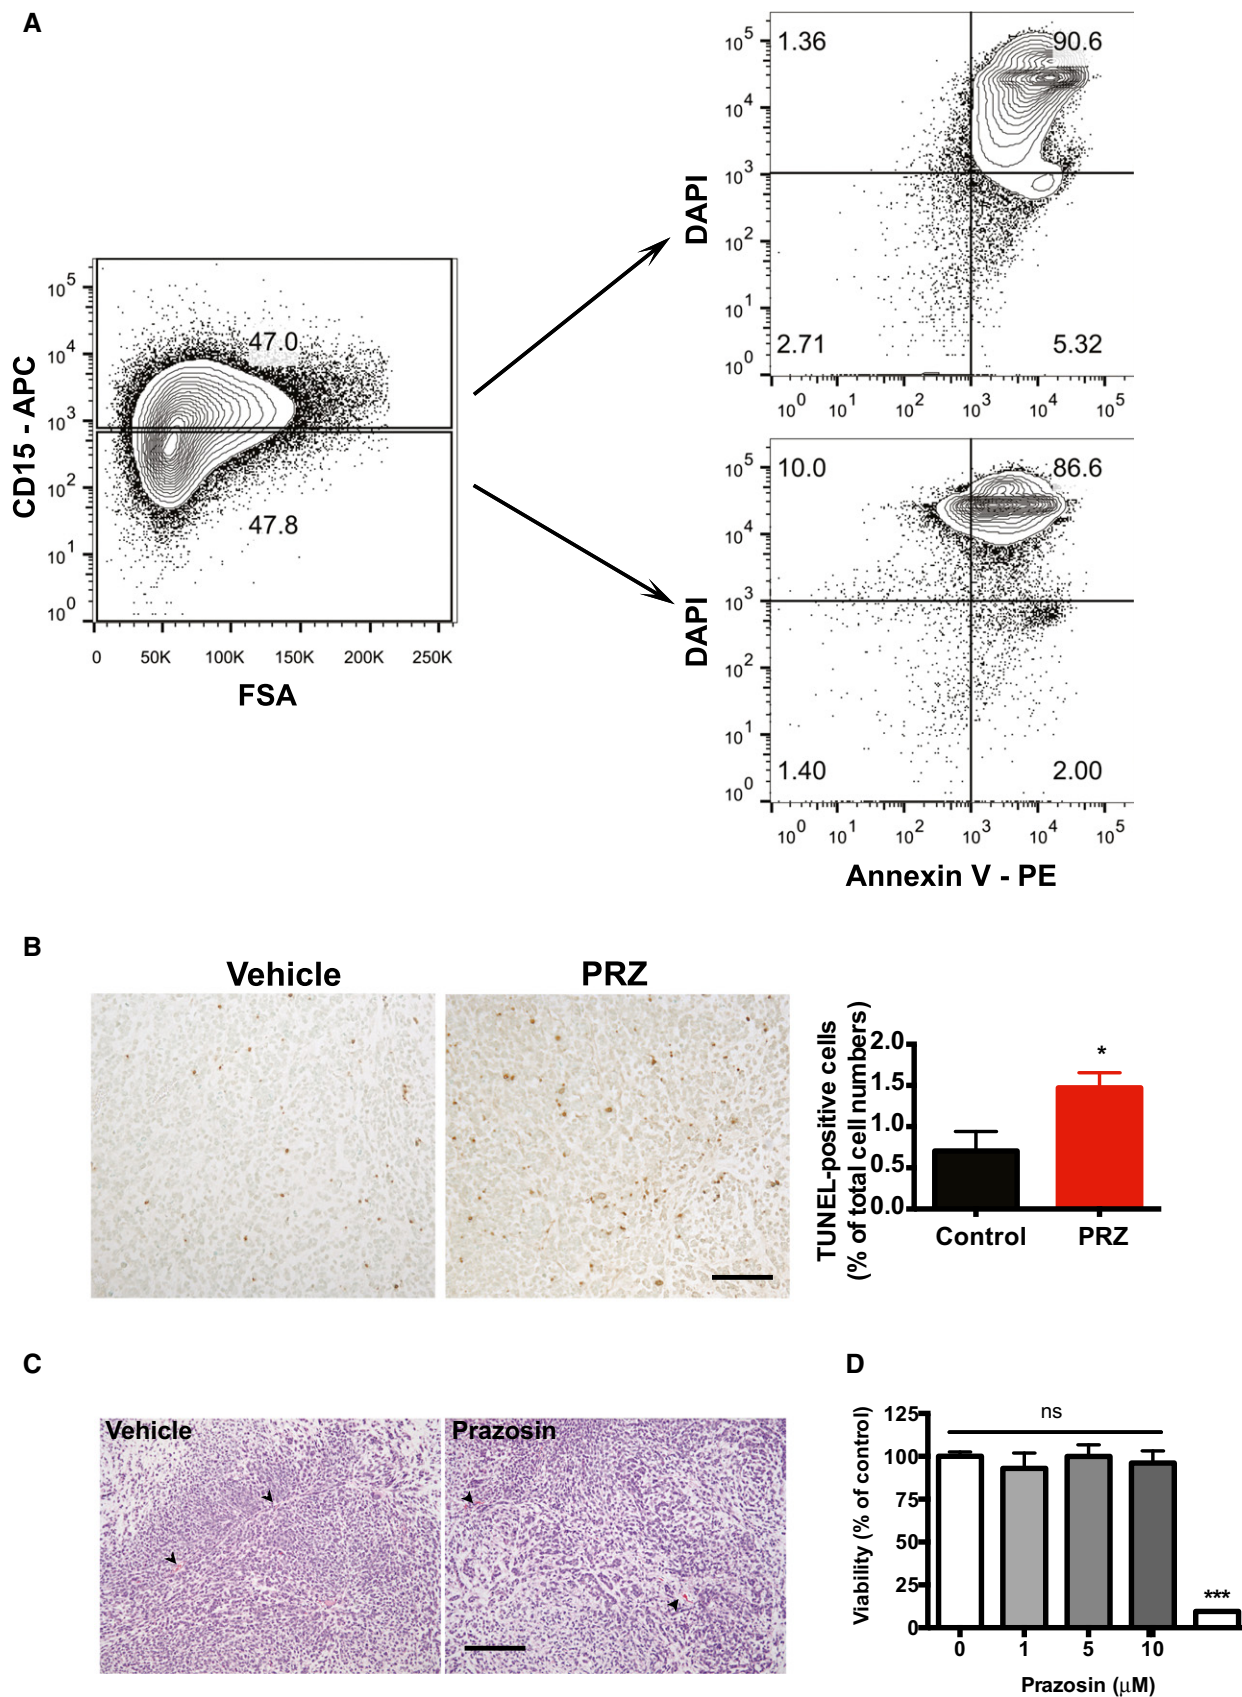 A
CD15 - APC
10^5
10^4
10^3
10^2
10^1
10^0
47.0
47.8
0 50K 100K 150K 200K 250K
FSA
DAPI
10^5
10^4
10^3
10^2
10^1
10^0
1.36 90.6
2.71 5.32
10^0 10^1 10^2 10^3 10^4 10^5
DAPI
10^5
10^4
10^3
10^2
10^1
10^0
10.0 86.6
1.40 2.00
10^0 10^1 10^2 10^3 10^4 10^5
Annexin V - PE
B
Vehicle PRZ
TUNEL-positive cells
(% of total cell numbers)
2.0
1.5
1.0
0.5
0.0
*
Control PRZ
C
Vehicle Prazosin
D
Viability (% of control)
125
100
75
50
25
0
ns
***
0 1 5 10
Prazosin (μM)